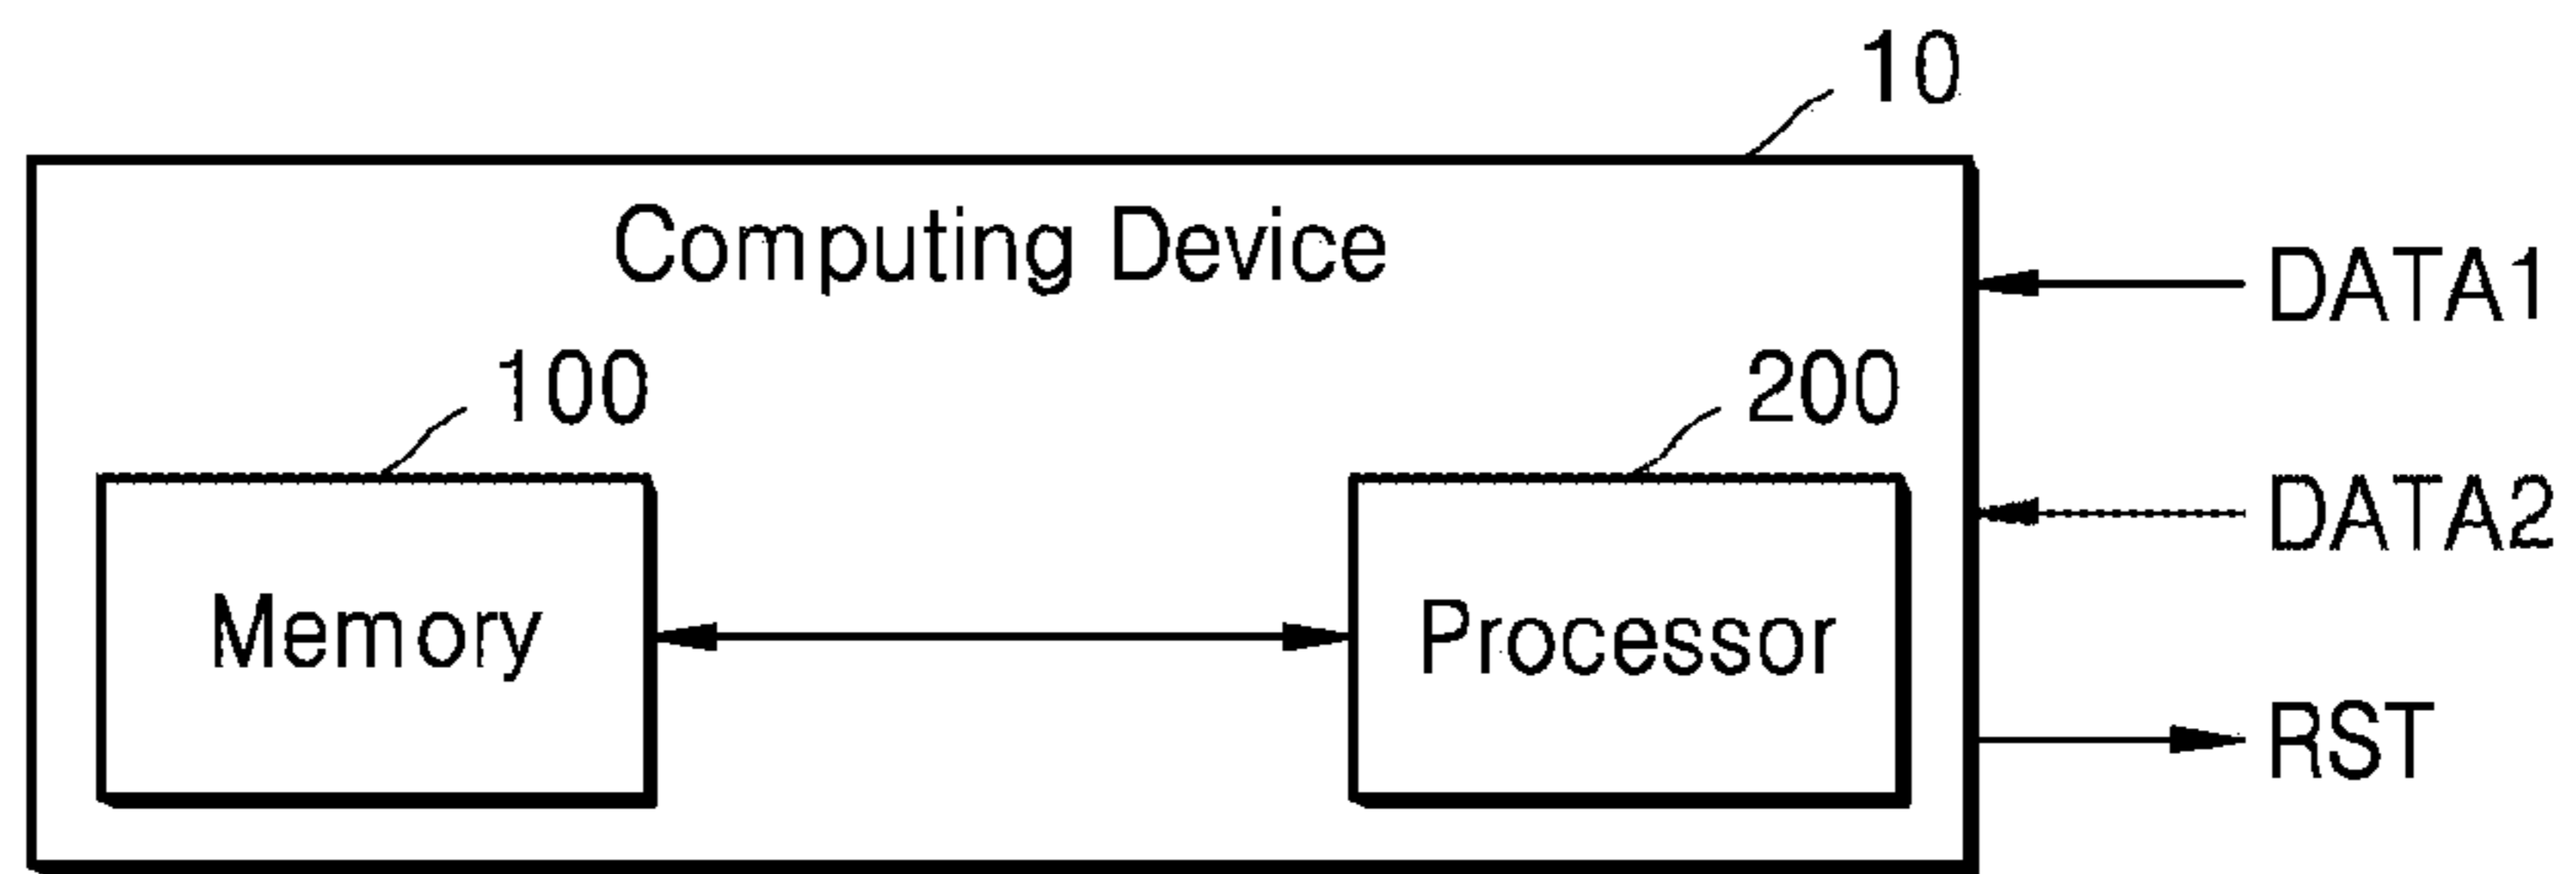 10
Computing Device
DATA1
100
200
DATA2
Memory
Processor
RST